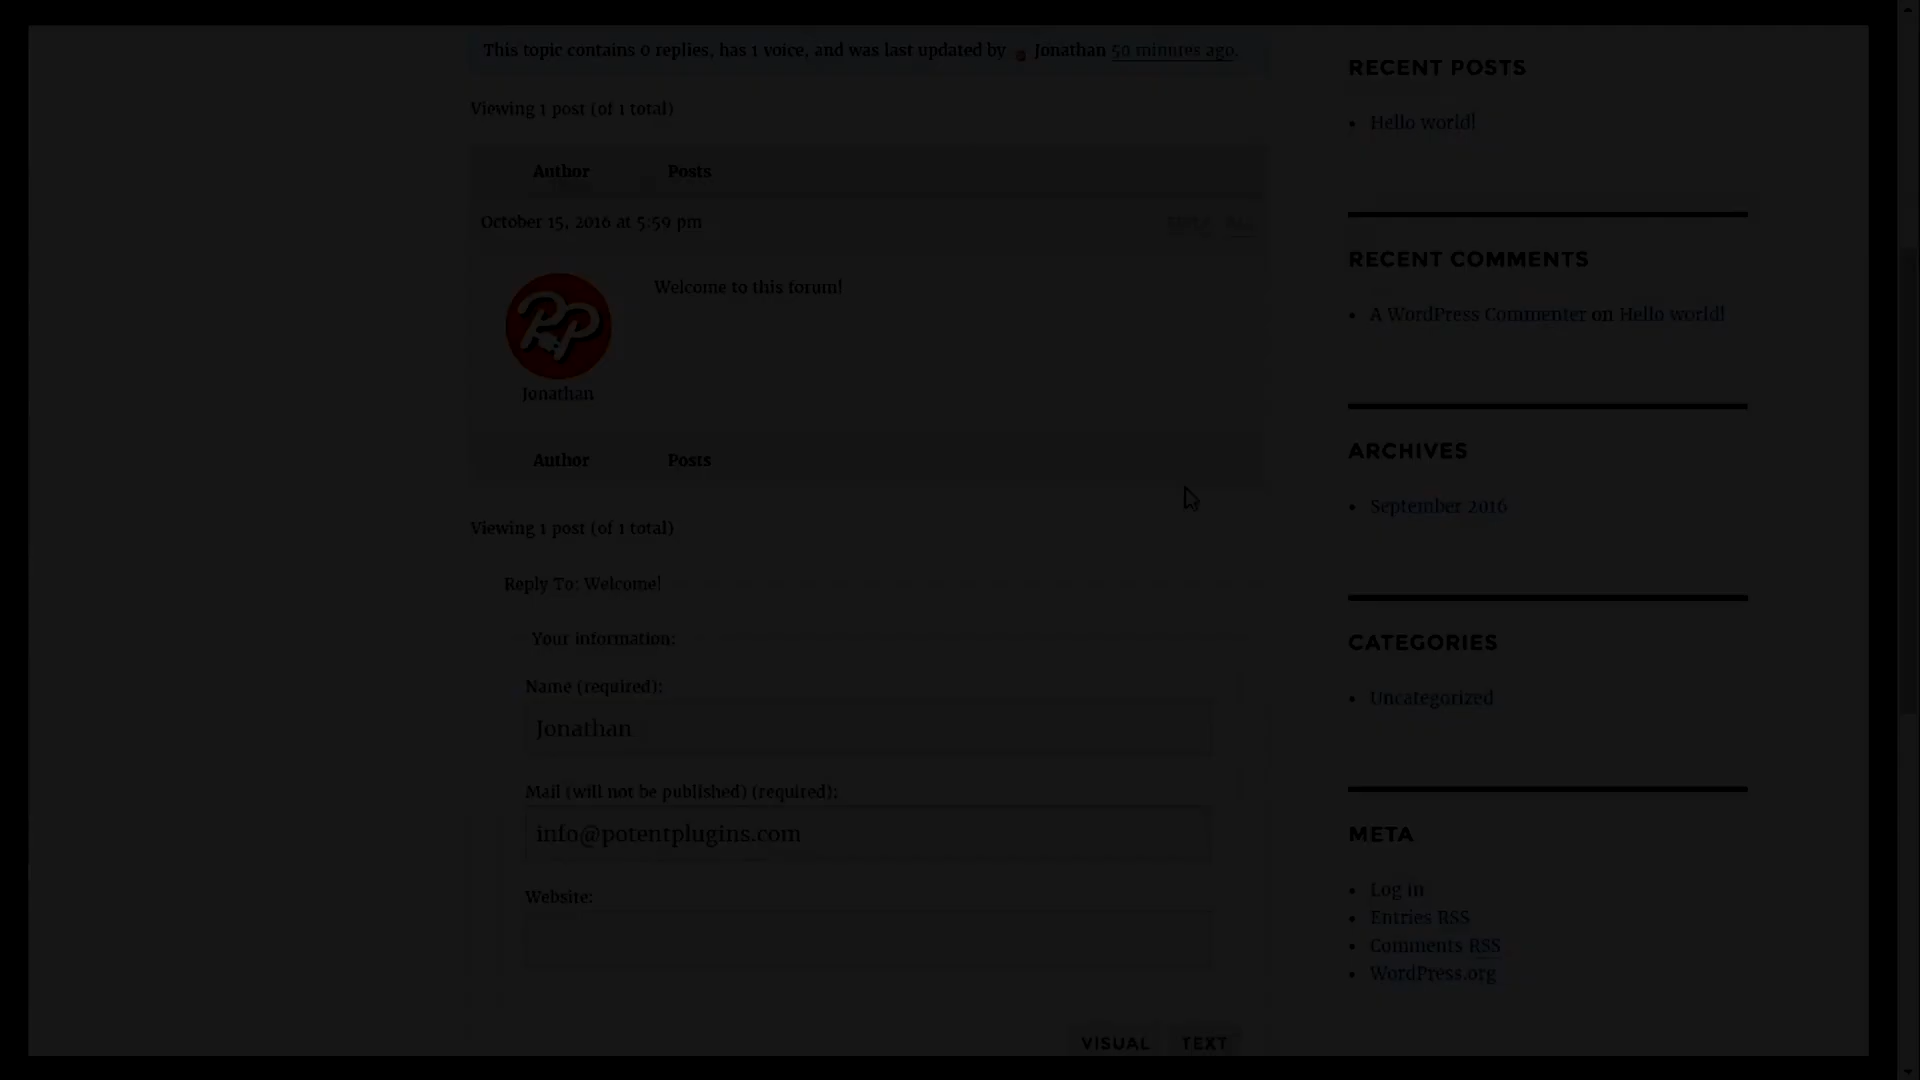 This topic contains 0 replies, has 1 voice, and was last updated by Jonathan 50 minutes ago.
Viewing 1 post (of 1 total)
Author Posts
October 15, 2016 at 5:59 pm
Welcome to this forum!
Jonathan
Author Posts
Viewing 1 post (of 1 total)
Reply To: Welcome!
Your information:
Name (required):
Jonathan
Mail (will not be published) (required):
info@potentplugins.com
Website:
VISUAL TEXT
RECENT POSTS
Hello world!
RECENT COMMENTS
A WordPress Commenter on Hello world!
ARCHIVES
September 2016
CATEGORIES
Uncategorized
META
Log in
Entries RSS
Comments RSS
WordPress.org